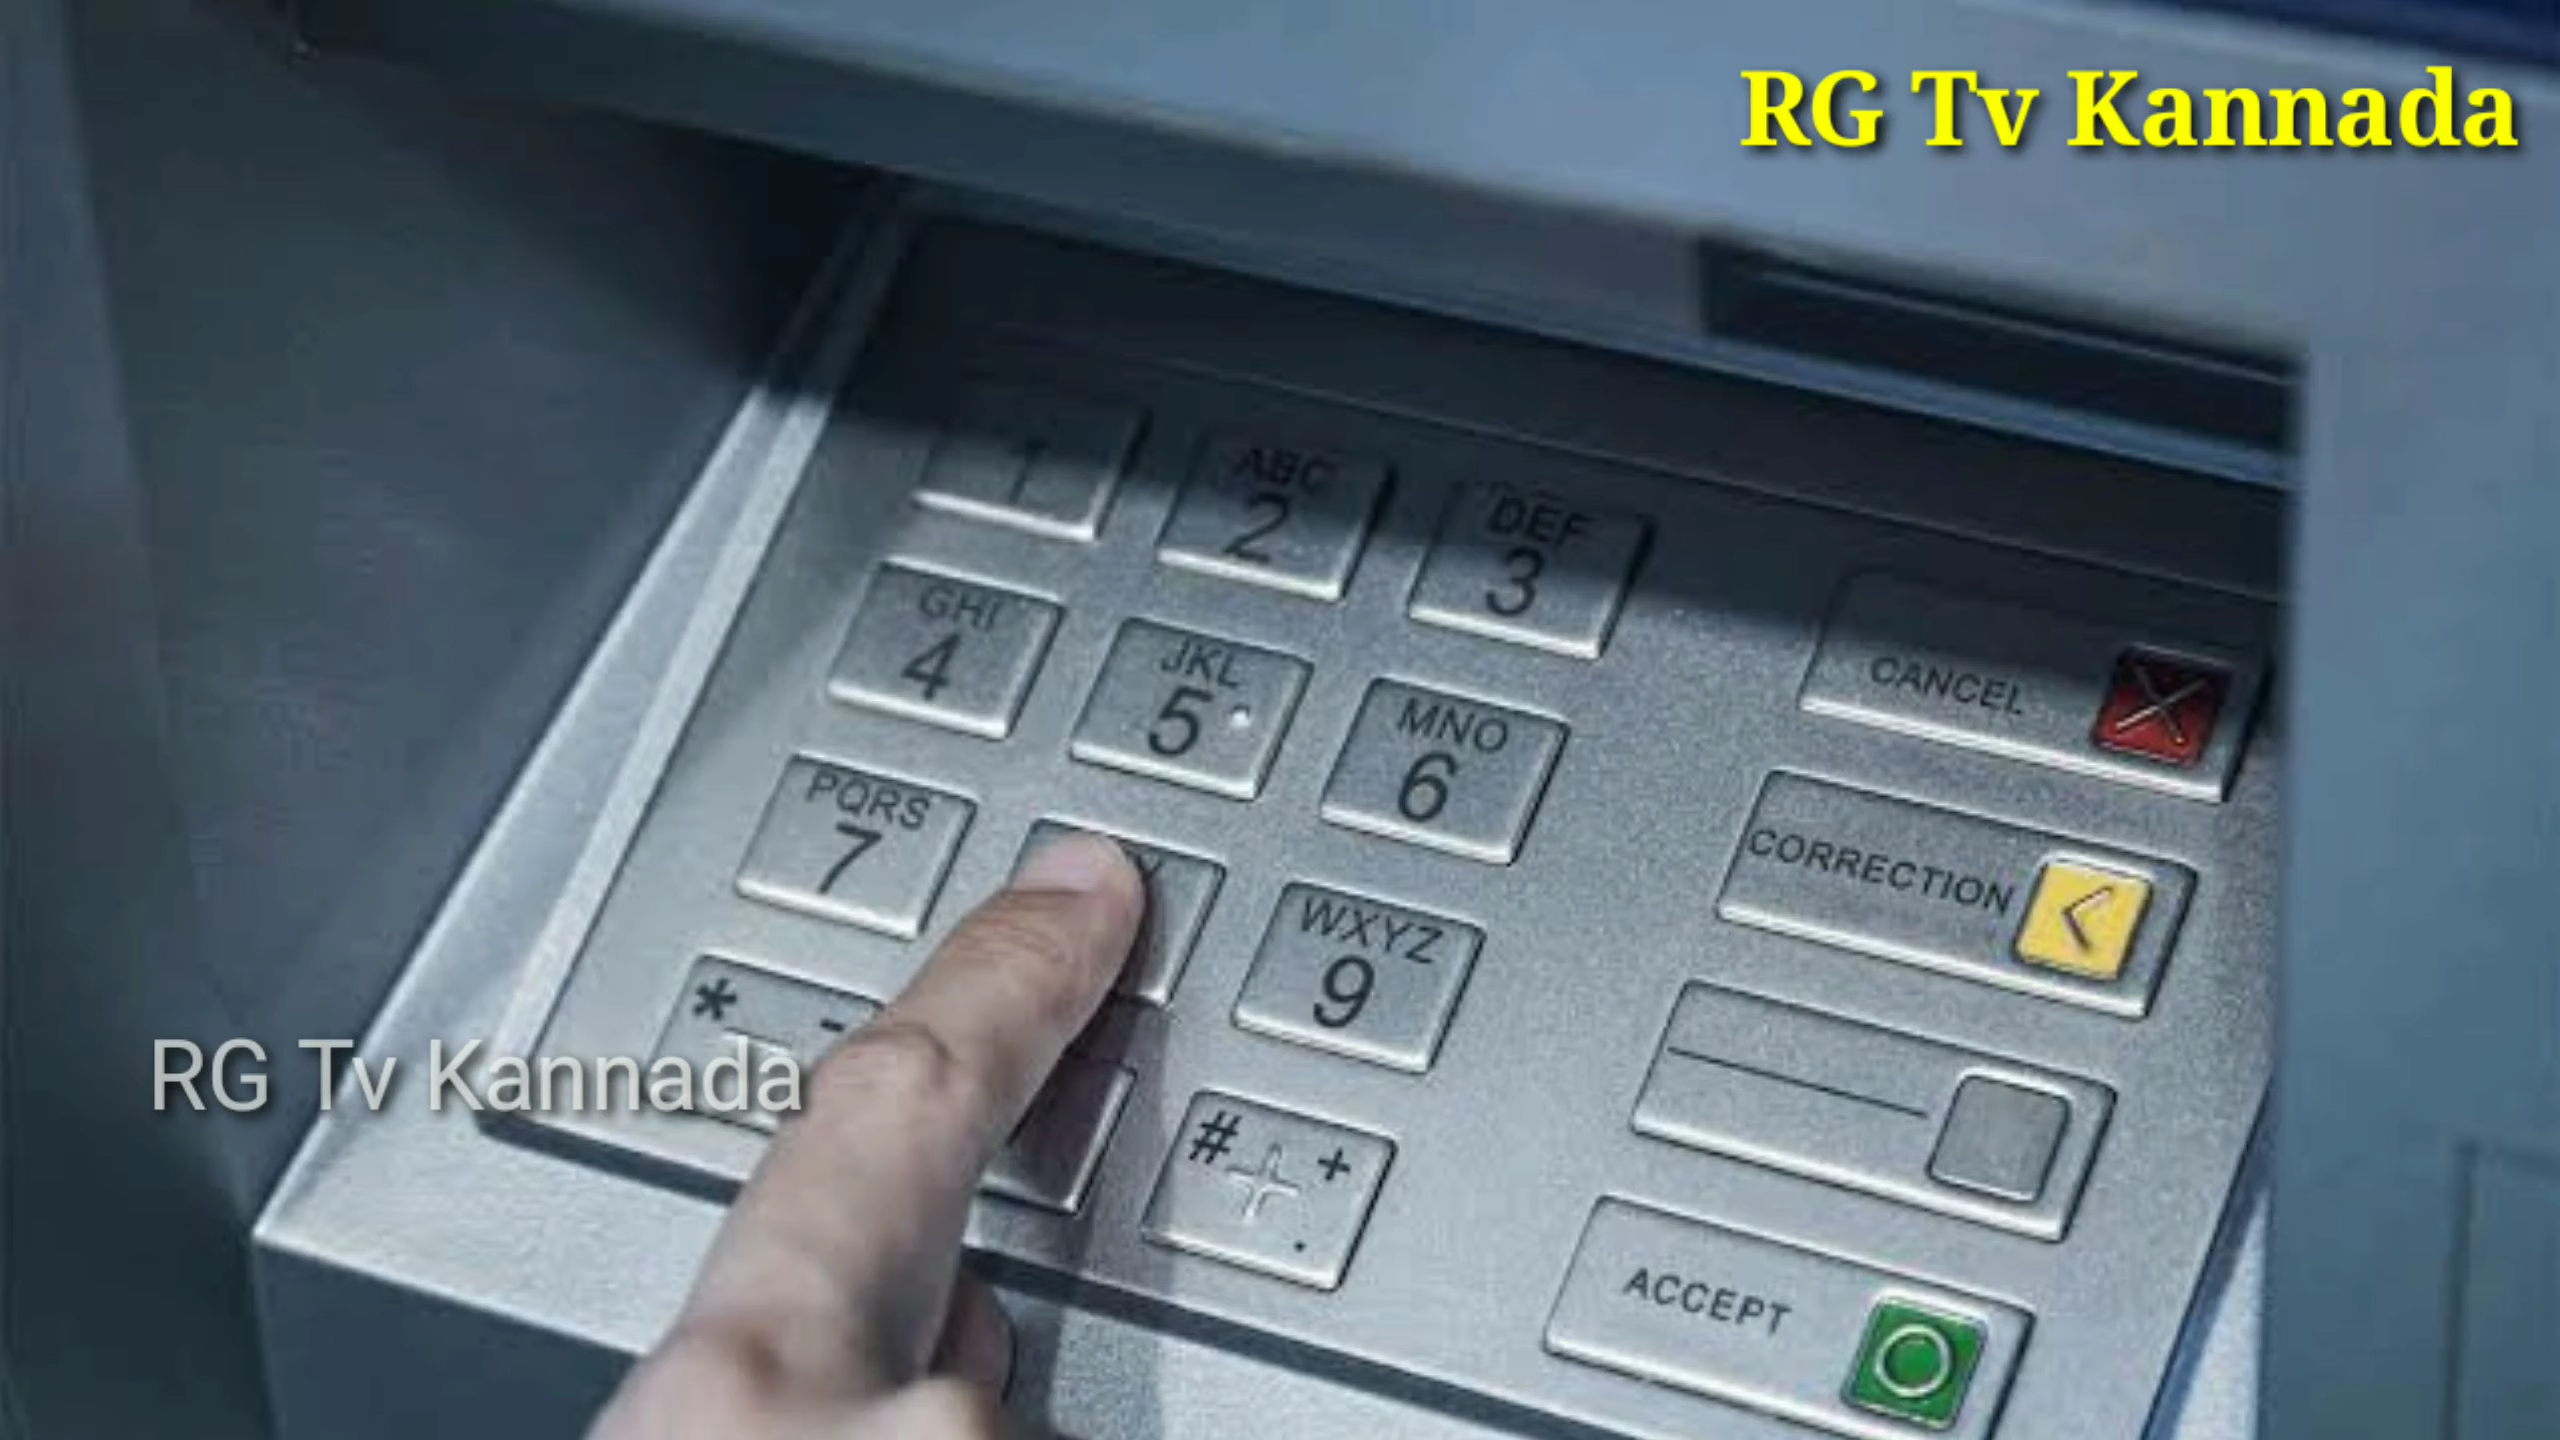 RG Tv Kannada
1
ABC
2
DEF
3
CANCEL
GHI
4
JKL
5
MNO
6
CORRECTION
PQRS
7
Y
WXYZ
9
* -
RG Tv Kannada
# +
.
ACCEPT